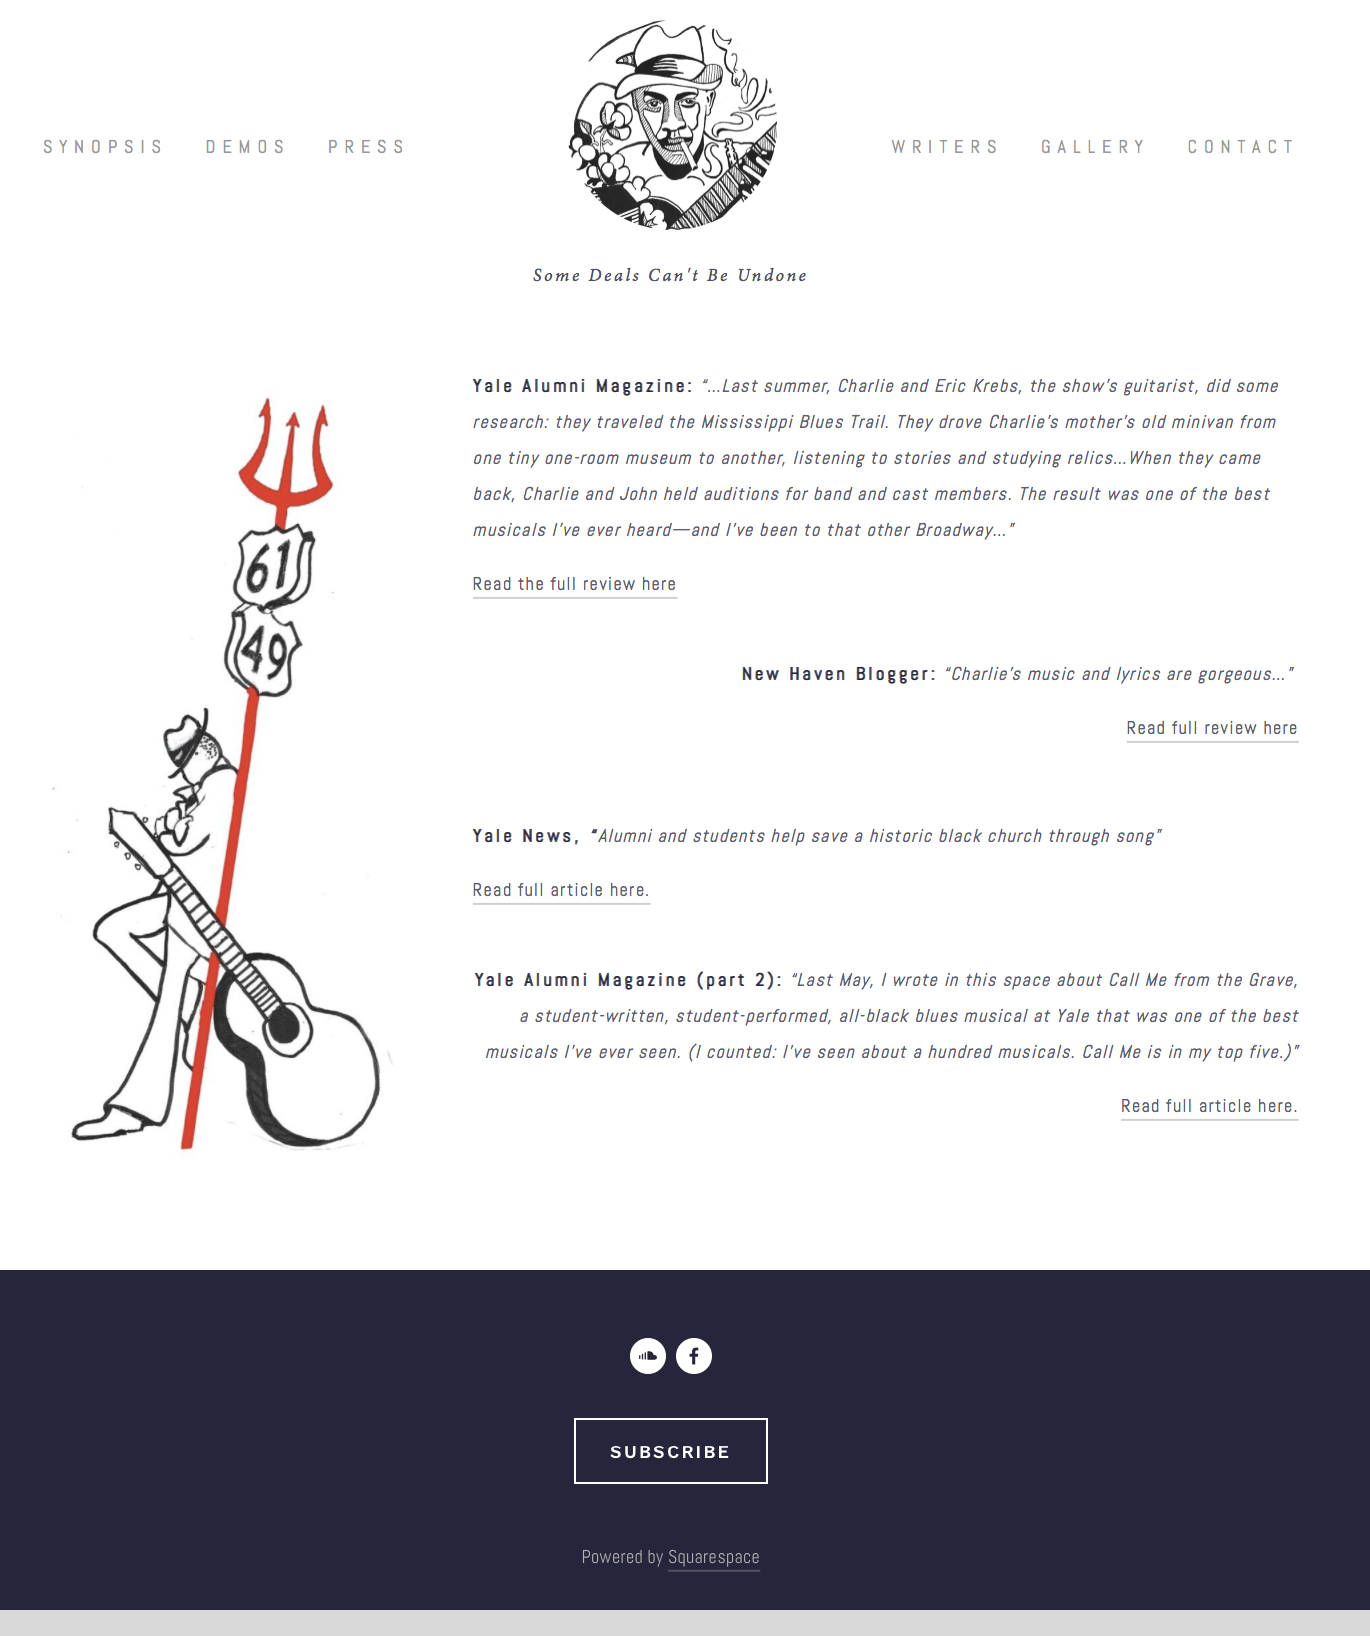 SYNOPSIS DEMOS PRESS WRITERS GALLERY CONTACT
Some Deals Can't Be Undone
Yale Alumni Magazine: “...Last summer, Charlie and Eric Krebs, the show’s guitarist, did some
research: they traveled the Mississippi Blues Trail. They drove Charlie’s mother’s old minivan from
one tiny one-room museum to another, listening to stories and studying relics...When they came
back, Charlie and John held auditions for band and cast members. The result was one of the best
musicals I’ve ever heard—and I’ve been to that other Broadway...”
Read the full review here
61
49
New Haven Blogger: “Charlie’s music and lyrics are gorgeous...”
Read full review here
Yale News, “Alumni and students help save a historic black church through song”
Read full article here.
Yale Alumni Magazine (part 2): “Last May, I wrote in this space about Call Me from the Grave,
a student-written, student-performed, all-black blues musical at Yale that was one of the best
musicals I’ve ever seen. (I counted: I’ve seen about a hundred musicals. Call Me is in my top five.)”
Read full article here.
SUBSCRIBE
Powered by Squarespace